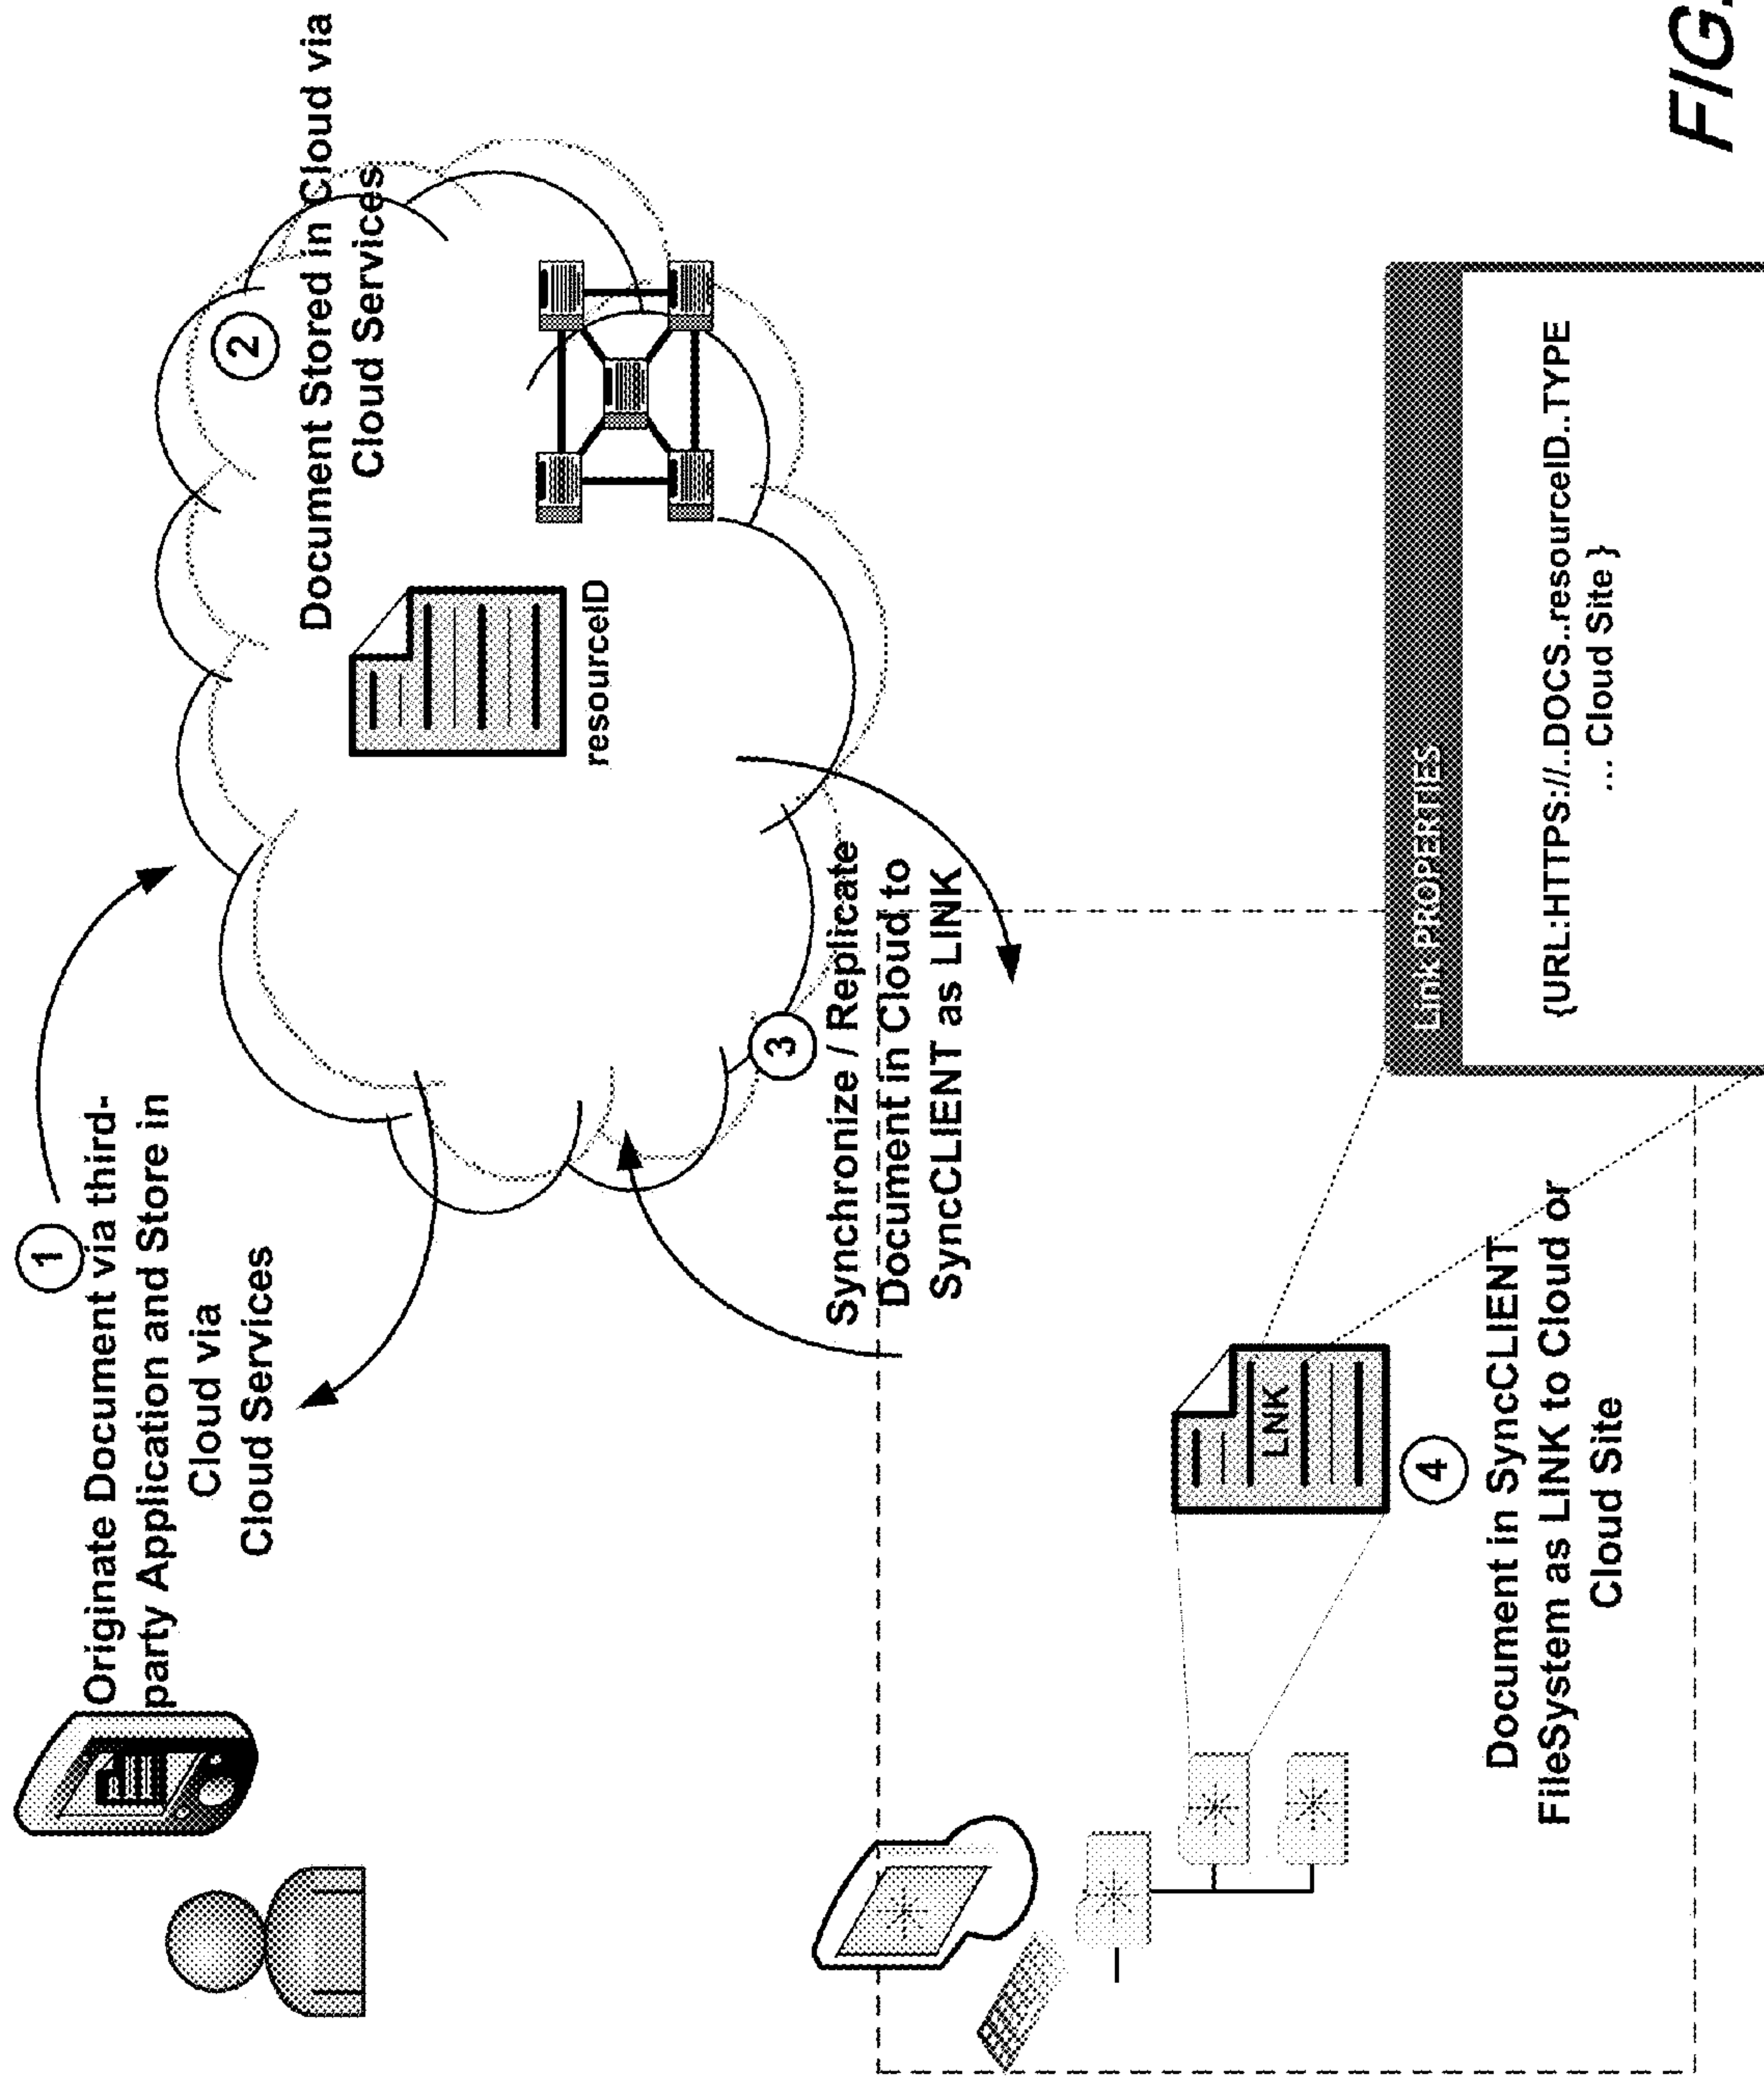 1
Originate Document via third-
party Application and Store in
Cloud via
Cloud Services
2
Document Stored in Cloud via
Cloud Services
resourceID
3
Synchronize / Replicate
Document in Cloud to
SyncCLIENT as LINK
LNK
4
Document in SyncCLIENT
FileSystem as LINK to Cloud or
Cloud Site
Link PROPERTIES
{URL:HTTPS://.DOCS..resourceID..TYPE
... Cloud Site }
FIG.